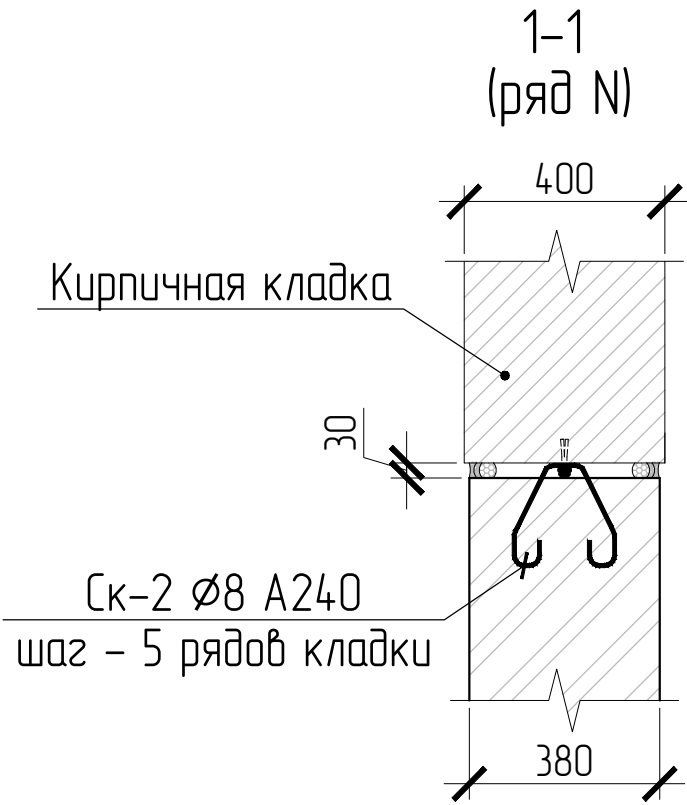 1-1
(ряд N)
400
Кирпичная кладка
30
Ск-2 Ø8 А240
шаг - 5 рядов кладки
380